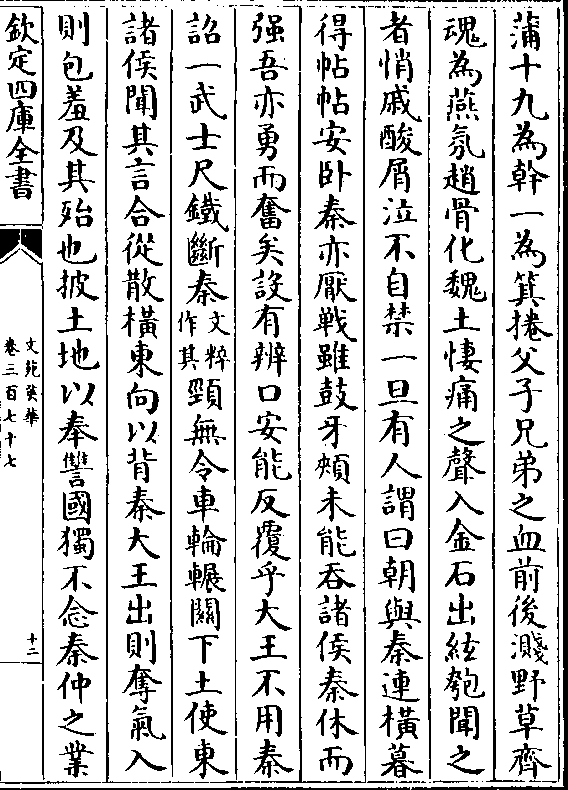 蒲十九為幹一為箕捲父子兄弟之血前後濺野草齊
魂為燕氛趙骨化魏土悽痛之聲入金石出絃匏聞之
者悄戚酸屑泣不自禁一旦有人謂曰朝與秦連橫暮
得帖帖安卧秦亦厭戰雖鼓牙頰未能吞諸侯秦休而
强吾亦勇而奮矣設有辨口安能反覆乎大王不用秦
詔一武士尺鐵斷秦文粹作其頸無令車輪輾關下土使東
諸侯聞其言合從散橫東向以背秦大王出則奪氣入
則包羞及其殆也披土地以奉讐國獨不念秦仲之業
欽定四庫全書
文苑英華
卷三百七十七
十二